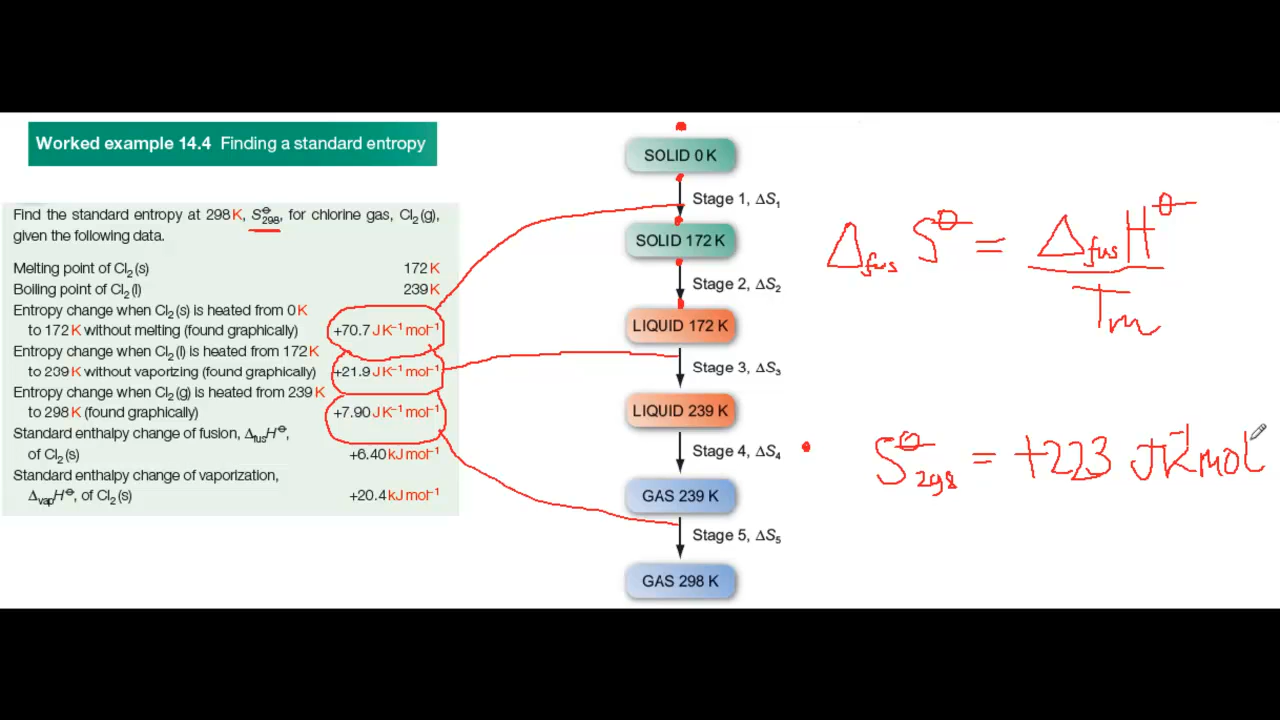 Worked example 14.4 Finding a standard entropy
Find the standard entropy at 298 K, S⦵298, for chlorine gas, Cl2(g),
given the following data.
Melting point of Cl2(s) 172 K
Boiling point of Cl2(l) 239 K
Entropy change when Cl2(s) is heated from 0 K
to 172 K without melting (found graphically) +70.7 J K−1 mol−1
Entropy change when Cl2(l) is heated from 172 K
to 239 K without vaporizing (found graphically) +21.9 J K−1 mol−1
Entropy change when Cl2(g) is heated from 239 K
to 298 K (found graphically) +7.90 J K−1 mol−1
Standard enthalpy change of fusion, ΔfusH⦵,
of Cl2(s) +6.40 kJ mol−1
Standard enthalpy change of vaporization,
ΔvapH⦵, of Cl2(s) +20.4 kJ mol−1
SOLID 0 K
Stage 1, ΔS1
SOLID 172 K
Stage 2, ΔS2
LIQUID 172 K
Stage 3, ΔS3
LIQUID 239 K
Stage 4, ΔS4
GAS 239 K
Stage 5, ΔS5
GAS 298 K
ΔfusS⦵ = ΔfusH⦵
Tm
S⦵298 = +223 JK−1mol